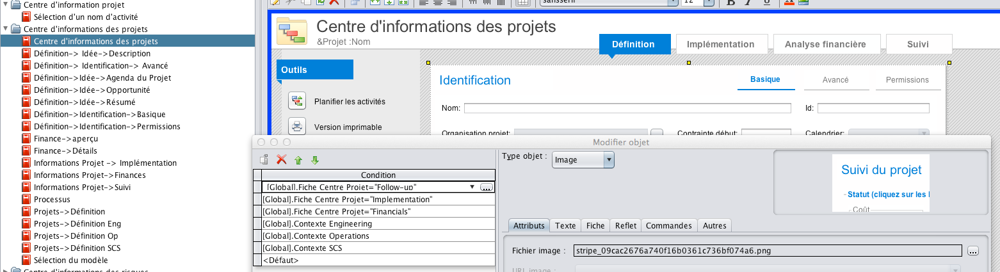 Centre d'information projet
Sélection d'un nom d'activité
Centre d'informations des projets
Centre d'informations des projets
Définition-> Idée->Description
Définition-> Identification-> Avancé
Définition->Idée->Agenda du Projet
Définition->Idée->Opportunité
Définition->Idée->Résumé
Définition->Identification->Basique
Définition->Identification->Permissions
Finance->aperçu
Finance->Détails
Informations Projet -> Implémentation
Informations Projet->Finances
Informations Projet->Suivi
Processus
Projets->Définition
Projets->Définition Eng
Projets->Définition Op
Projets->Définition SCS
Sélection du modèle
Centre d'informations des risques
sansserif 12 B I U A
Centre d'informations des projets
&Projet :Nom
Définition Implémentation Analyse financière Suivi
Outils
Planifier les activités
Version imprimable
Identification Basique Avancé Permissions
Nom: Id:
Organisation projet: Contrainte début: Calendrier:
Modifier objet
Condition
[Global].Fiche Centre Projet="Follow-up" ...
[Global].Fiche Centre Projet="Implementation"
[Global].Fiche Centre Projet="Financials"
[Global].Contexte Engineering
[Global].Contexte Operations
[Global].Contexte SCS
<Défaut>
Type objet : Image
Suivi du projet
Statut (cliquez sur les
Coût
Attributs Texte Fiche Reflet Commandes Autres
Fichier image : stripe_09cac2676a740f16b0361c736bf074a6.png ...
URL image :